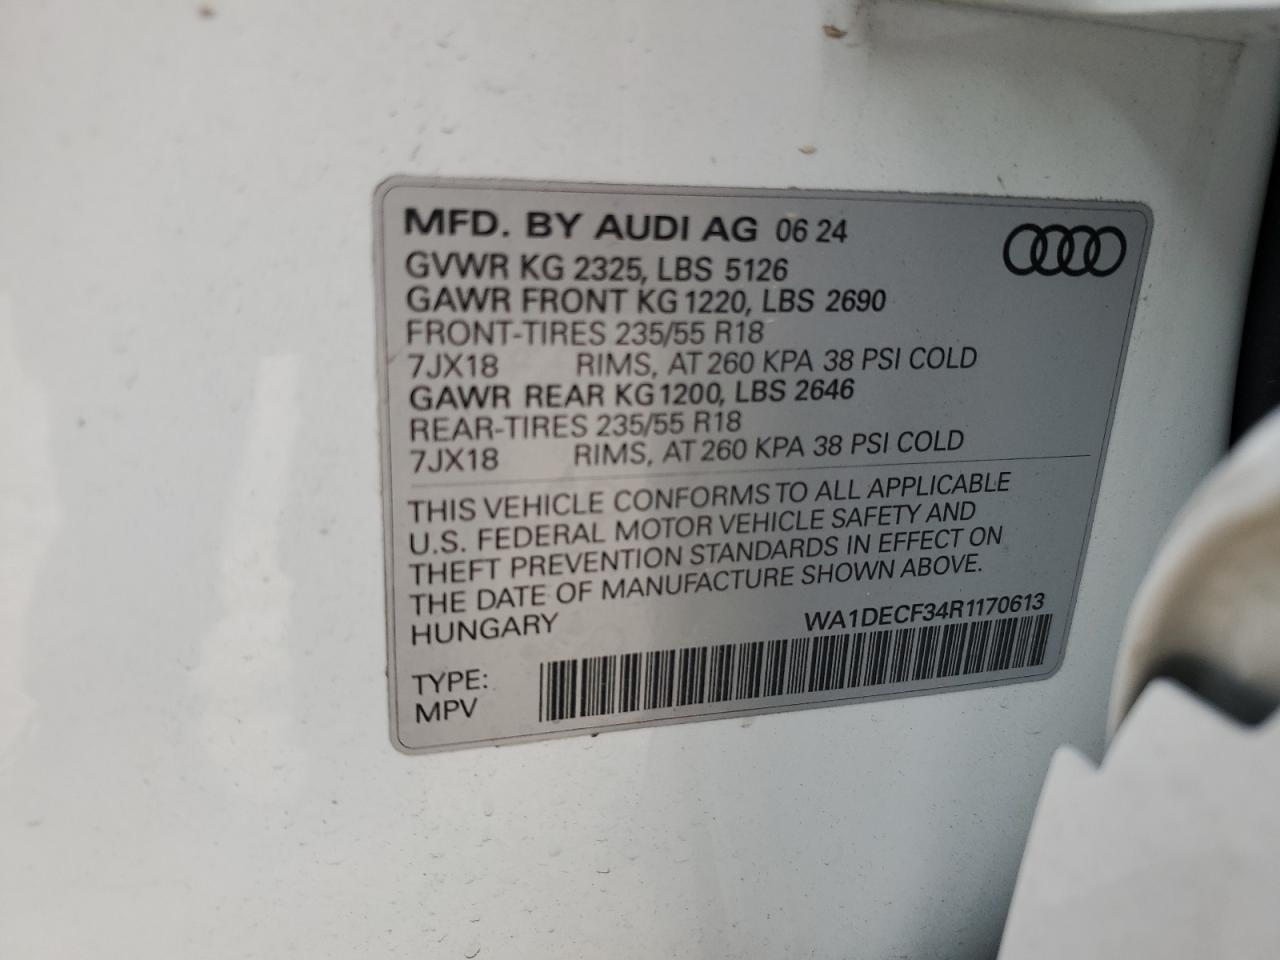 MFD. BY AUDI AG 06 24
GVWR KG 2325, LBS 5126
GAWR FRONT KG 1220, LBS 2690
FRONT-TIRES 235/55 R18
7JX18 RIMS, AT 260 KPA 38 PSI COLD
GAWR REAR KG 1200, LBS 2646
REAR-TIRES 235/55 R18
7JX18 RIMS, AT 260 KPA 38 PSI COLD
THIS VEHICLE CONFORMS TO ALL APPLICABLE
U.S. FEDERAL MOTOR VEHICLE SAFETY AND
THEFT PREVENTION STANDARDS IN EFFECT ON
THE DATE OF MANUFACTURE SHOWN ABOVE.
HUNGARY WA1DECF34R1170613
TYPE:
MPV